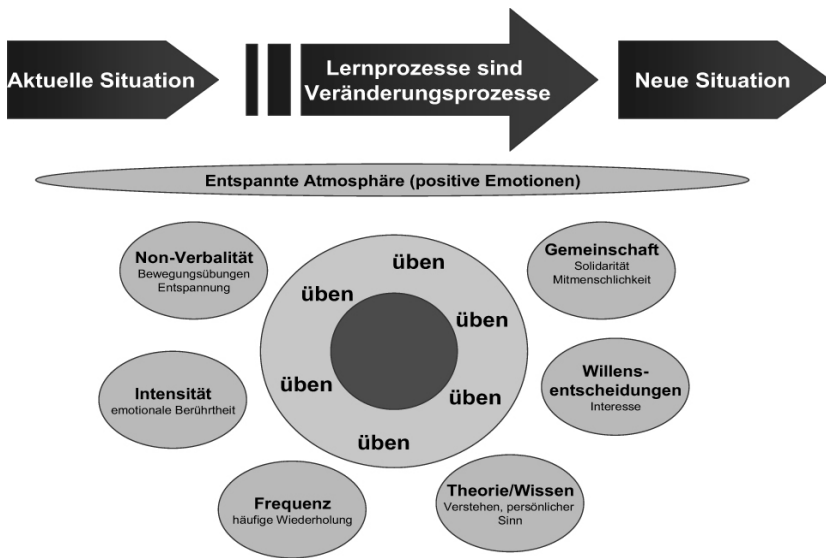 Aktuelle Situation
Lernprozesse sind
Veränderungsprozesse
Neue Situation
Entspannte Atmosphäre (positive Emotionen)
Non-Verbalität
Bewegungsübungen
Entspannung
Intensität
emotionale Berührtheit
Frequenz
häufige Wiederholung
üben
üben
üben
üben
üben
üben
Gemeinschaft
Solidarität
Mitmenschlichkeit
Willens-
entscheidungen
Interesse
Theorie/Wissen
Verstehen, persönlicher
Sinn